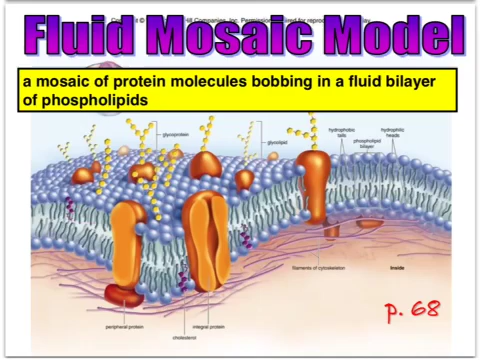 Fluid Mosaic Model
a mosaic of protein molecules bobbing in a fluid bilayer
of phospholipids
glycoprotein
glycolipid
hydrophobic
tails
hydrophilic
heads
phospholipid
bilayer
filaments of cytoskeleton
Inside
p. 68
peripheral protein
integral protein
cholesterol